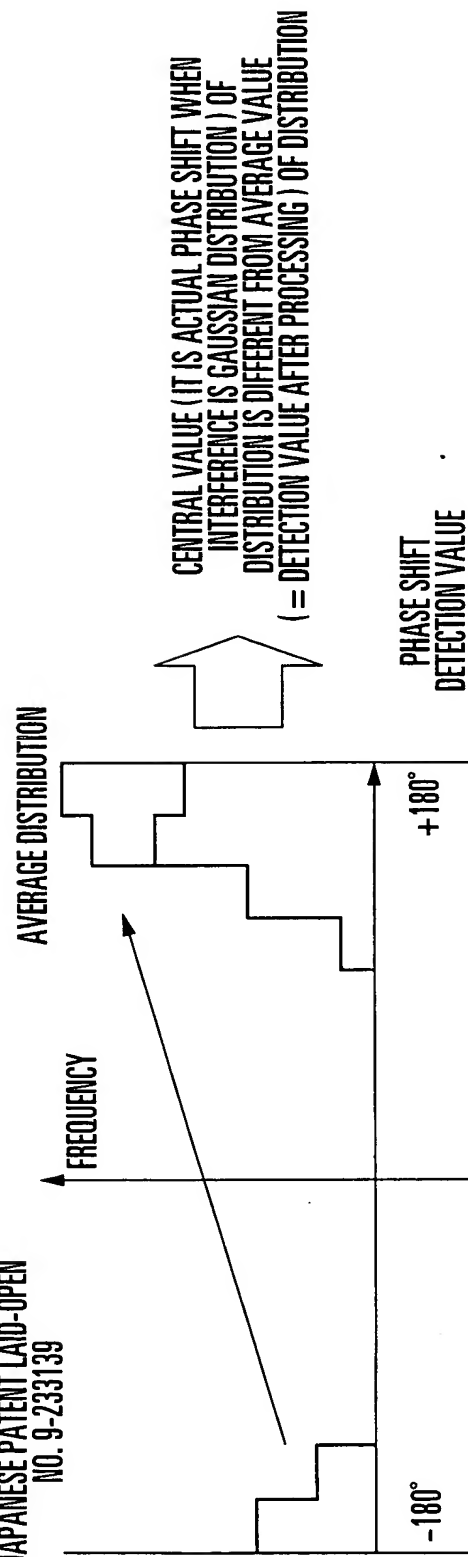 JAPANESE PATENT LAID-OPEN
NO. 9-233139
FREQUENCY
AVERAGE DISTRIBUTION
-180°
+180°
PHASE SHIFT
DETECTION VALUE
CENTRAL VALUE ( IT IS ACTUAL PHASE SHIFT WHEN
INTERFERENCE IS GAUSSIAN DISTRIBUTION ) OF
DISTRIBUTION IS DIFFERENT FROM AVERAGE VALUE
( = DETECTION VALUE AFTER PROCESSING ) OF DISTRIBUTION